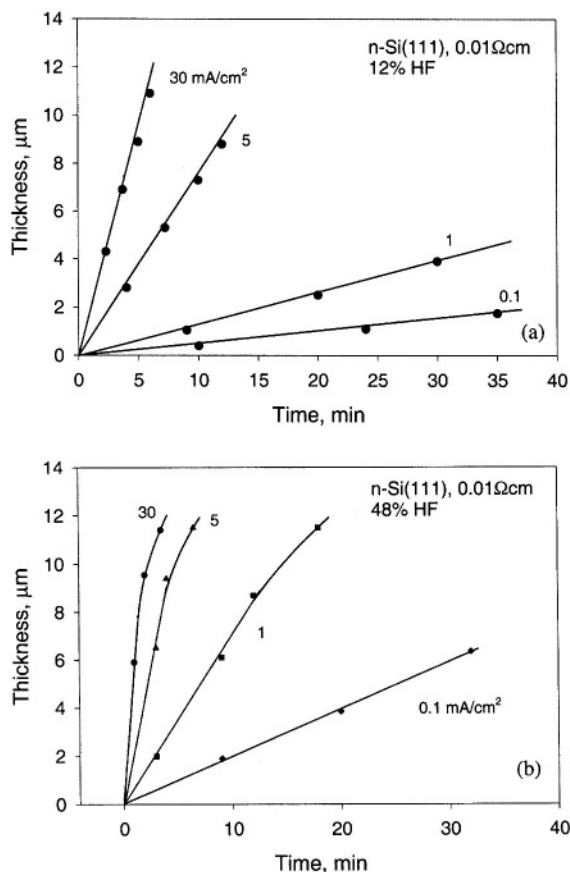 14
n-Si(111), 0.01Ωcm
12% HF
12
30 mA/cm²
10
5
8
6
1
4
0.1
2
(a)
0
0 5 10 15 20 25 30 35 40
Time, min
Thickness, μm
14
n-Si(111), 0.01Ωcm
48% HF
30
5
12
10
8
1
6
4
0.1 mA/cm²
2
(b)
0
0 10 20 30 40
Time, min
Thickness, μm